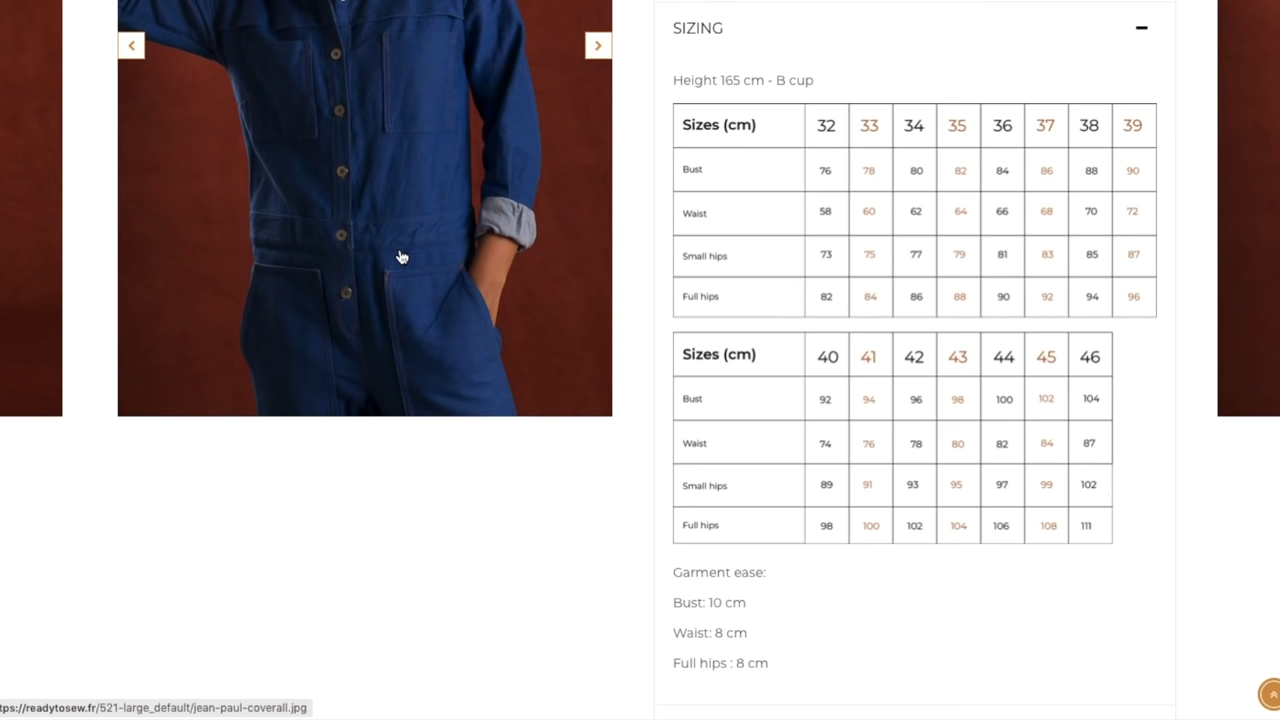 SIZING
Height 165 cm - B cup
Sizes (cm) 32 33 34 35 36 37 38 39
Bust 76 78 80 82 84 86 88 90
Waist 58 60 62 64 66 68 70 72
Small hips 73 75 77 79 81 83 85 87
Full hips 82 84 86 88 90 92 94 96
Sizes (cm) 40 41 42 43 44 45 46
Bust 92 94 96 98 100 102 104
Waist 74 76 78 80 82 84 87
Small hips 89 91 93 95 97 99 102
Full hips 98 100 102 104 106 108 111
Garment ease:
Bust: 10 cm
Waist: 8 cm
Full hips : 8 cm
tps://readytosew.fr/521-large_default/jean-paul-coverall.jpg